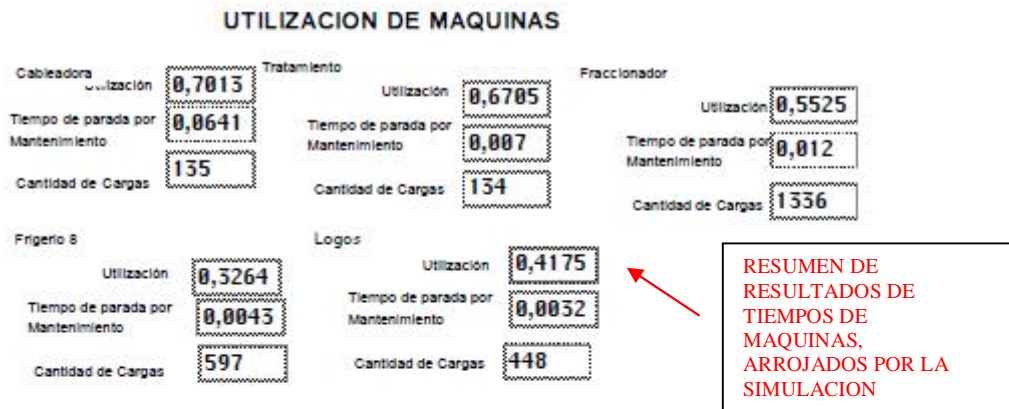 UTILIZACION DE MAQUINAS
Cableadora
ización 0,7013
Tiempo de parada por
Mantenimiento 0,0641
Cantidad de Cargas 135
Tratamiento
Utilización 0,6705
Tiempo de parada por
Mantenimiento 0,007
Cantidad de Cargas 134
Fraccionador
Utilización 0,5525
Tiempo de parada por
Mantenimiento 0,012
Cantidad de Cargas 1336
Frigerio 8
Utilización 0,3264
Tiempo de parada por
Mantenimiento 0,0043
Cantidad de Cargas 597
Logos
Utilización 0,4175
Tiempo de parada por
Mantenimiento 0,0032
Cantidad de Cargas 448
RESUMEN DE
RESULTADOS DE
TIEMPOS DE
MAQUINAS,
ARROJADOS POR LA
SIMULACION